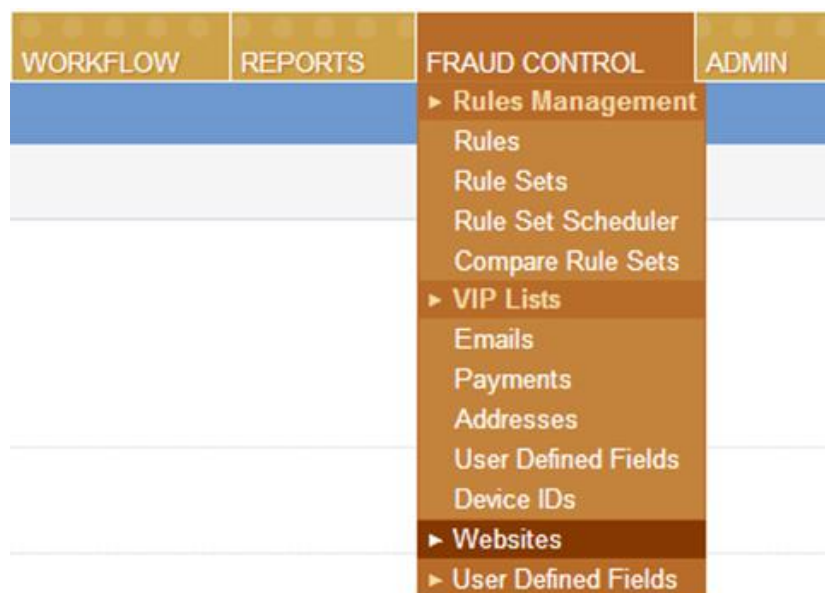 WORKFLOW REPORTS FRAUD CONTROL ADMIN
► Rules Management
Rules
Rule Sets
Rule Set Scheduler
Compare Rule Sets
► VIP Lists
Emails
Payments
Addresses
User Defined Fields
Device IDs
► Websites
► User Defined Fields